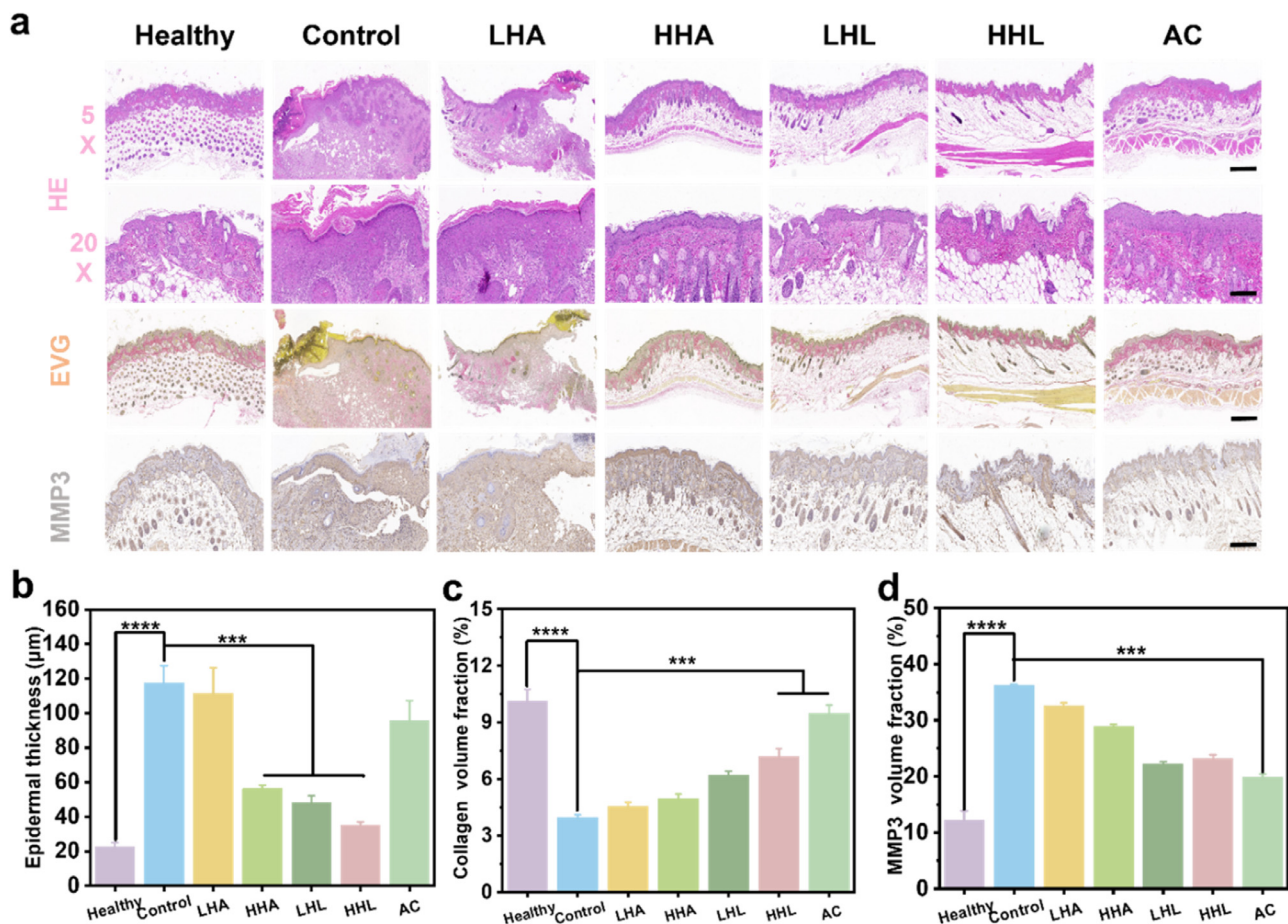 a
Healthy Control LHA HHA LHL HHL AC
HE
5 X
20 X
EVG
MMP3
b
Epidermal thickness (μm)
160
140
120
100
80
60
40
20
0
****
***
Healthy Control LHA HHA LHL HHL AC
c
Collagen volume fraction (%)
15
12
9
6
3
0
****
***
Healthy Control LHA HHA LHL HHL AC
d
MMP3 volume fraction (%)
50
40
30
20
10
0
****
***
Healthy Control LHA HHA LHL HHL AC